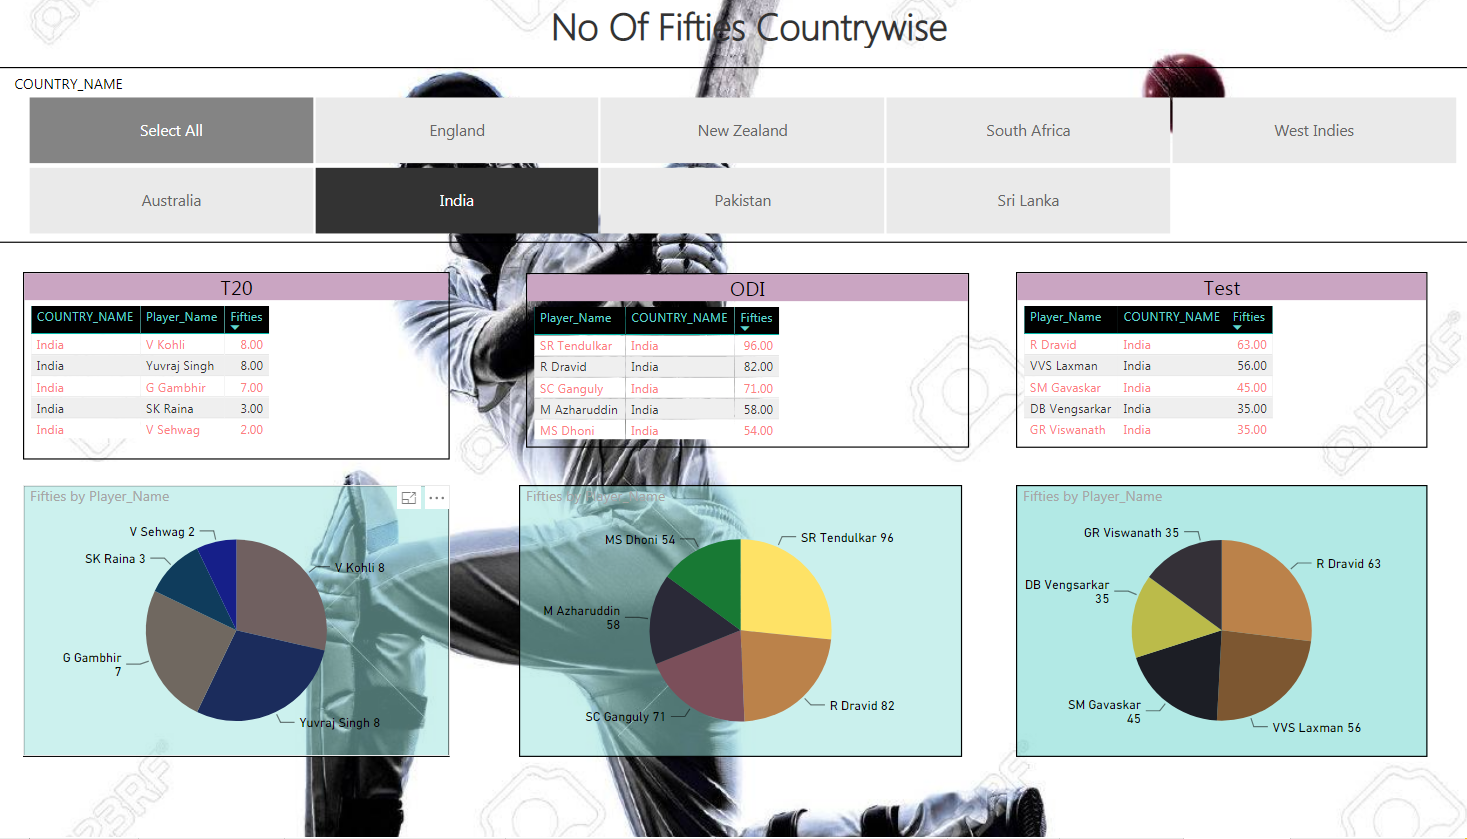 No Of Fifties Countrywise
COUNTRY_NAME
Select All England New Zealand South Africa West Indies
Australia India Pakistan Sri Lanka
T20
COUNTRY_NAME Player_Name Fifties
India V Kohli 8.00
India Yuvraj Singh 8.00
India G Gambhir 7.00
India SK Raina 3.00
India V Sehwag 2.00
ODI
Player_Name COUNTRY_NAME Fifties
SR Tendulkar India 96.00
R Dravid India 82.00
SC Ganguly India 71.00
M Azharuddin India 58.00
MS Dhoni India 54.00
Test
Player_Name COUNTRY_NAME Fifties
R Dravid India 63.00
VVS Laxman India 56.00
SM Gavaskar India 45.00
DB Vengsarkar India 35.00
GR Viswanath India 35.00
Fifties by Player_Name
V Sehwag 2
SK Raina 3
V Kohli 8
G Gambhir
7
Yuvraj Singh 8
Fifties by Player_Name
MS Dhoni 54
SR Tendulkar 96
M Azharuddin
58
SC Ganguly 71
R Dravid 82
Fifties by Player_Name
GR Viswanath 35
R Dravid 63
DB Vengsarkar
35
SM Gavaskar
45
VVS Laxman 56
123RF
123RF